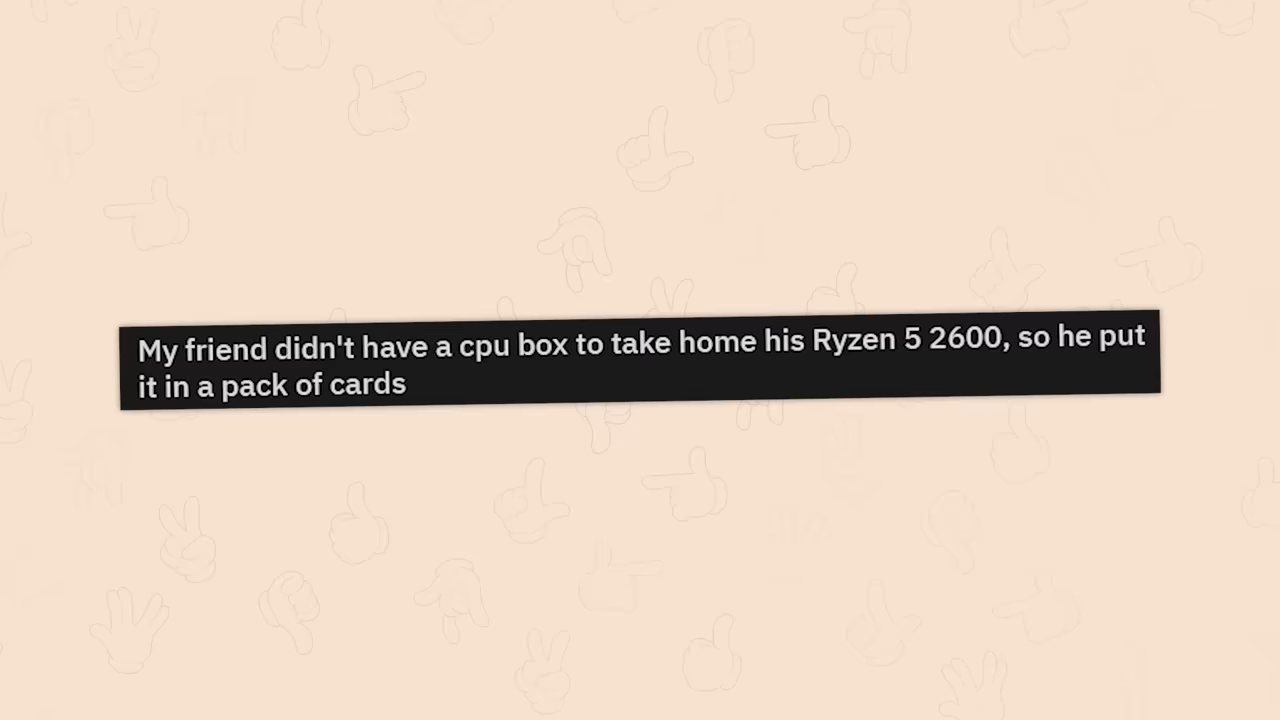 My friend didn't have a cpu box to take home his Ryzen 5 2600, so he put
it in a pack of cards